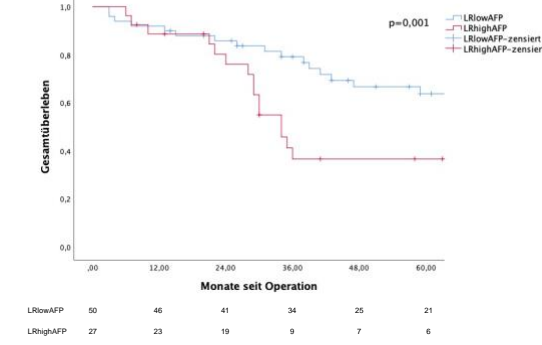 1,0
0,8
0,6
0,4
0,2
0,0
Gesamtüberleben
p=0,001
LRlowAFP
LRhighAFP
LRlowAFP-zensiert
LRhighAFP-zensier
,00 12,00 24,00 36,00 48,00 60,00
Monate seit Operation
LRlowAFP 50 46 41 34 25 21
LRhighAFP 27 23 19 9 7 6